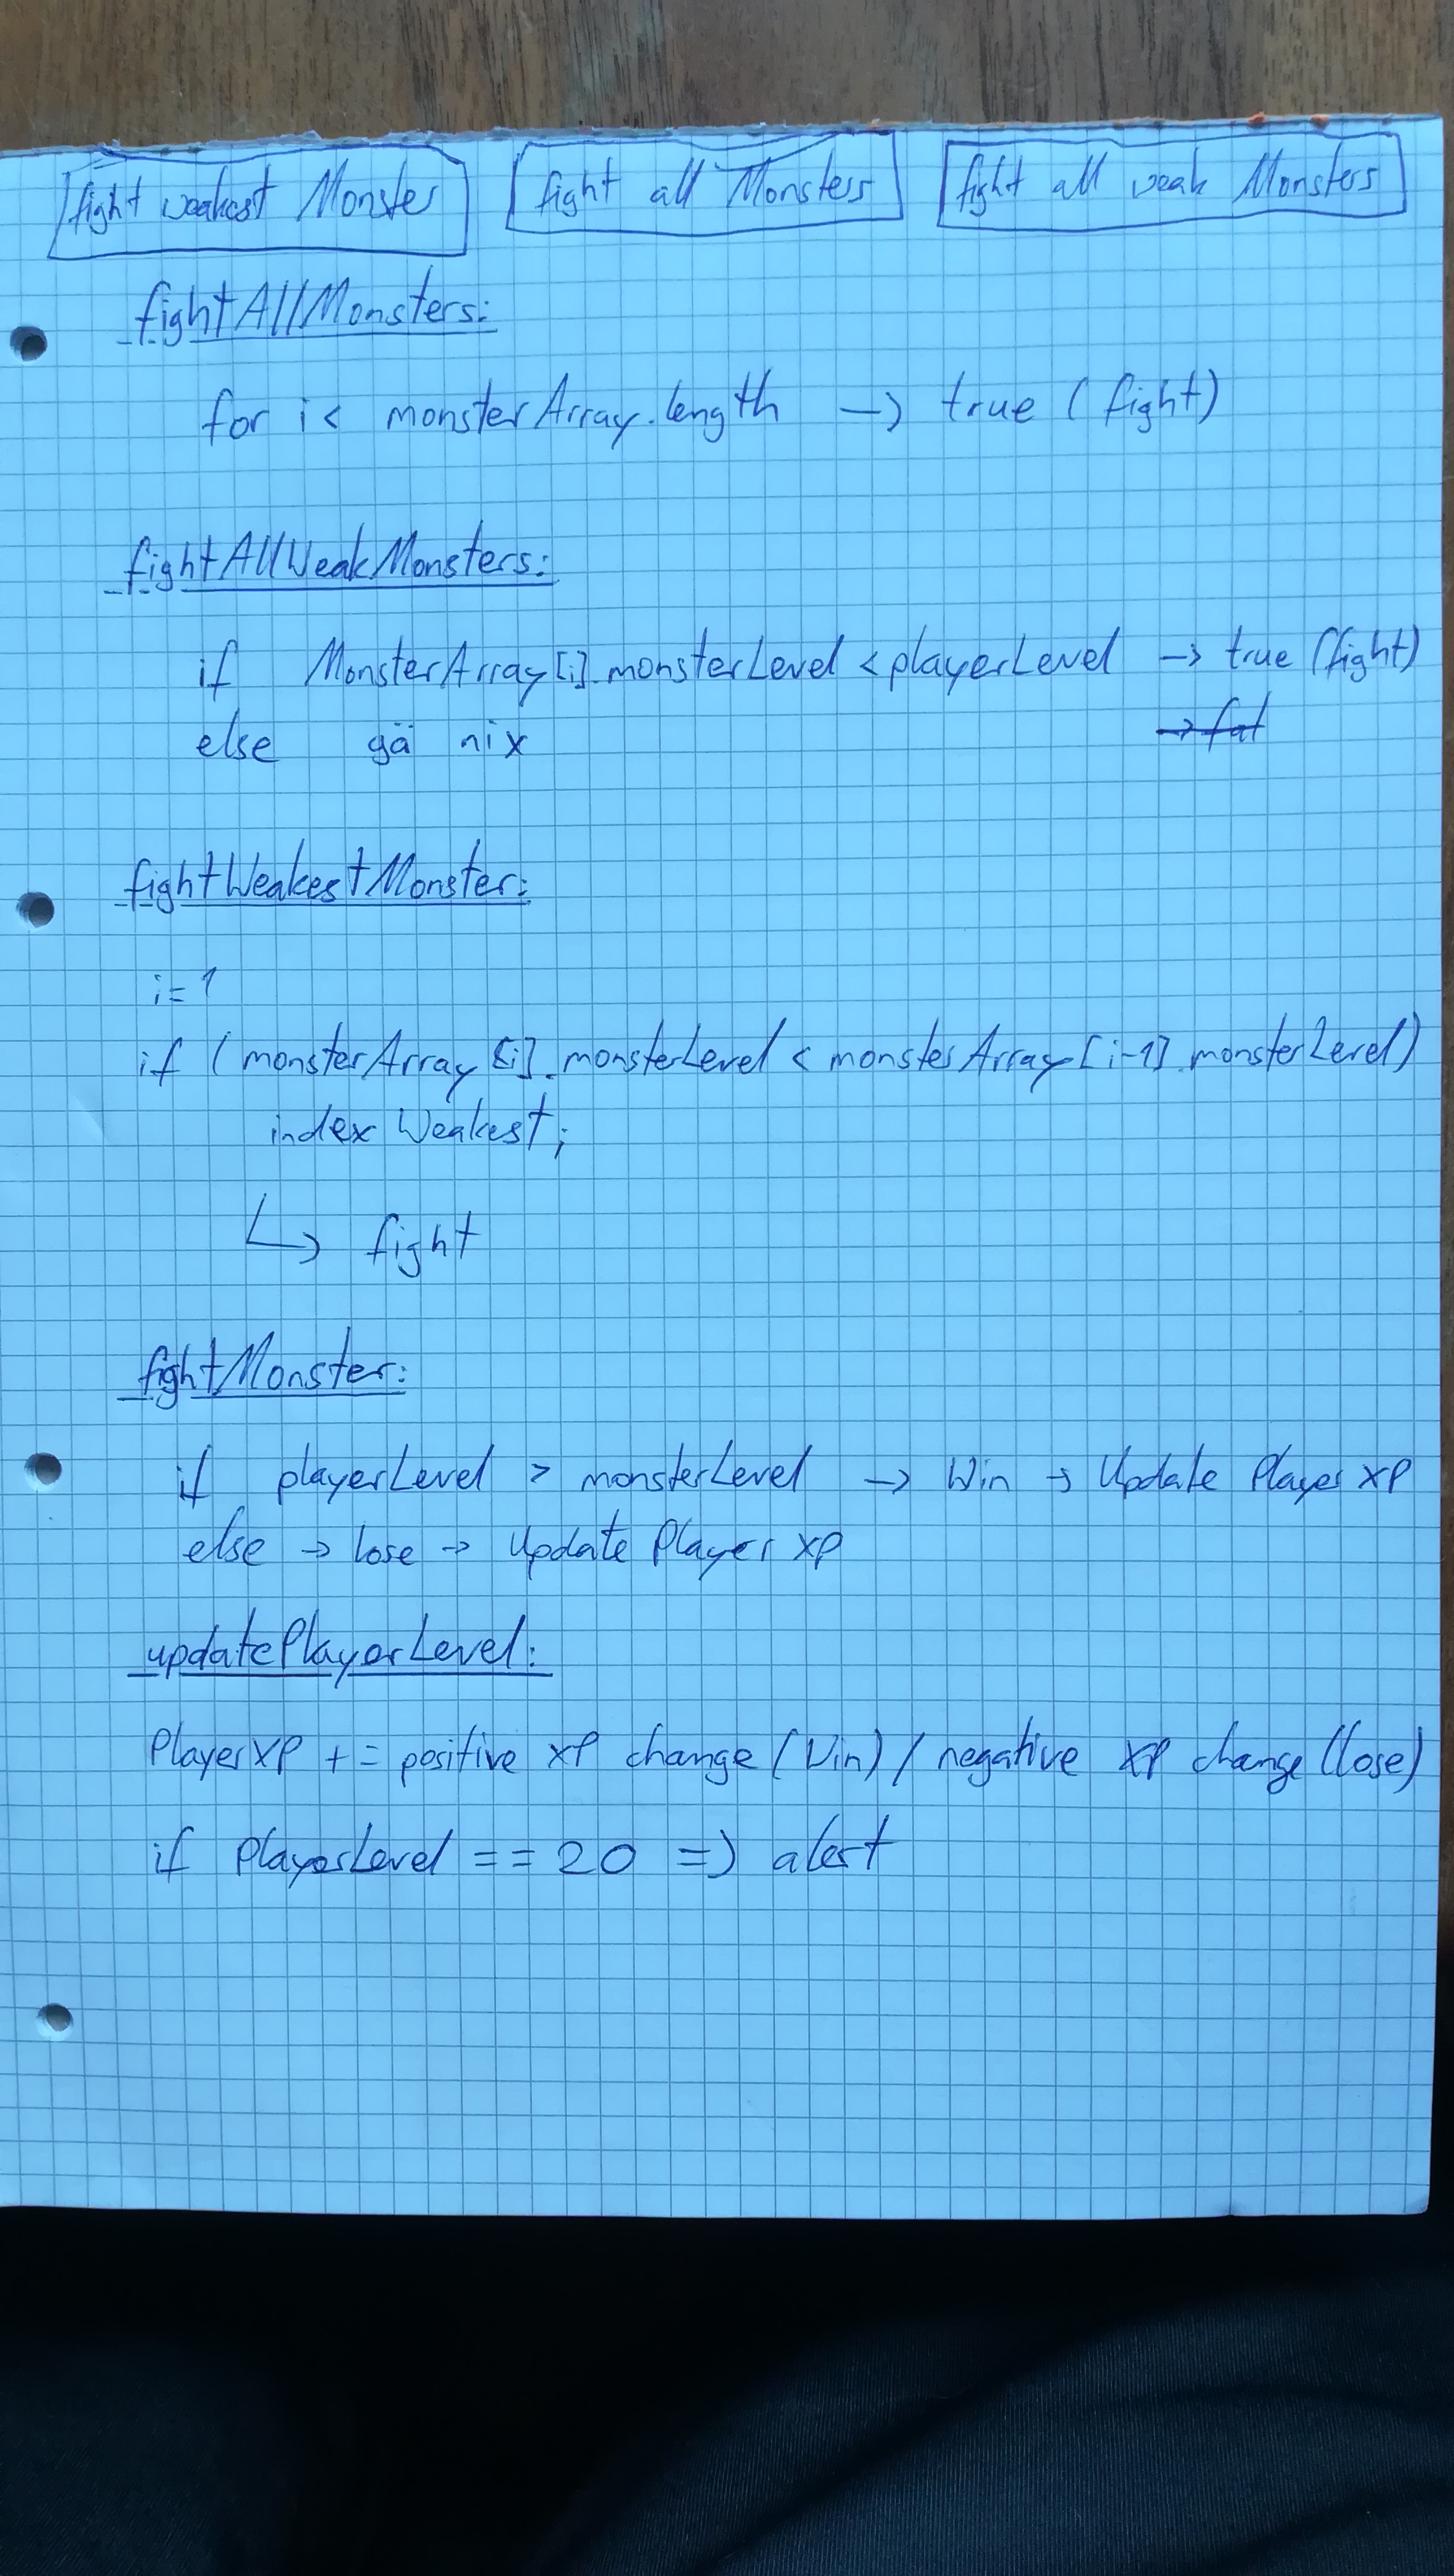 fight weakest Monster
fight all Monsters
fight all weak Monsters
fightAllMonsters:
for i < monsterArray.length -> true (fight)
fightAllWeakMonsters:
if MonsterArray[i].monsterLevel < playerLevel -> true (fight)
else gä nix
fightWeakestMonster:
i = 1
if (monsterArray[i].monsterLevel < monsterArray[i-1].monsterLevel)
index Weakest;
↳ fight
fightMonster:
if playerLevel > monsterLevel -> Win -> Update Player XP
else -> lose -> Update Player XP
updatePlayerLevel:
PlayerXP += positive XP change (Win) / negative XP change (lose)
if PlayerLevel == 20 => alert